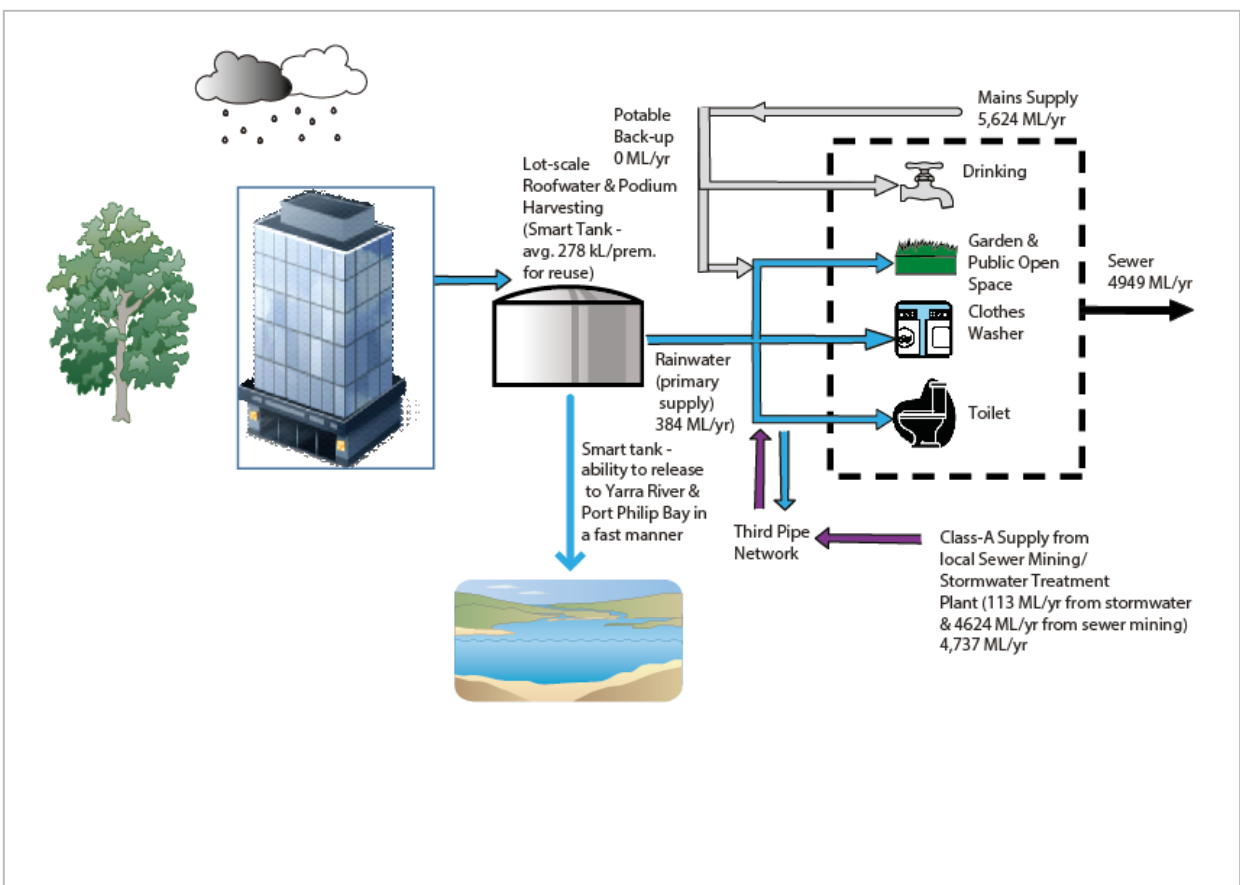 Mains Supply
5,624 ML/yr
Potable
Back-up
0 ML/yr
Lot-scale
Roofwater & Podium
Harvesting
(Smart Tank -
avg. 278 kL/prem.
for reuse)
Drinking
Garden &
Public Open
Space
Sewer
4949 ML/yr
Clothes
Washer
Rainwater
(primary
supply)
384 ML/yr)
Toilet
Smart tank -
ability to release
to Yarra River &
Port Philip Bay in
a fast manner
Third Pipe
Network
Class-A Supply from
local Sewer Mining/
Stormwater Treatment
Plant (113 ML/yr from stormwater
& 4624 ML/yr from sewer mining)
4,737 ML/yr